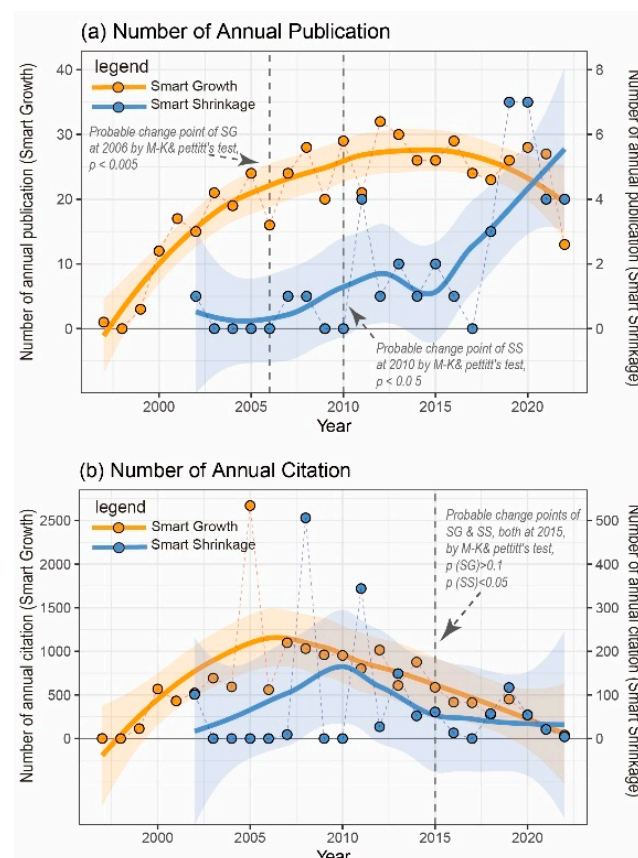 (a) Number of Annual Publication
Number of annual publication (Smart Growth)
40
30
20
10
0
legend
Smart Growth
Smart Shrinkage
Probable change point of SG
at 2006 by M-K& pettitt's test,
p < 0.005
Probable change point of SS
at 2010 by M-K& pettitt's test,
p < 0.0 5
8
6
4
2
0
Number of annual publication (Smart Shrinkage)
2000
2005
2010
2015
2020
Year
(b) Number of Annual Citation
Number of annual citation (Smart Growth)
2500
2000
1500
1000
500
0
legend
Smart Growth
Smart Shrinkage
Probable change points of
SG & SS, both at 2015,
by M-K& pettitt's test,
p (SG)>0.1
p (SS)<0.05
500
400
300
200
100
0
Number of annual citation (Smart Shrinkage)
2000
2005
2010
2015
2020
Year